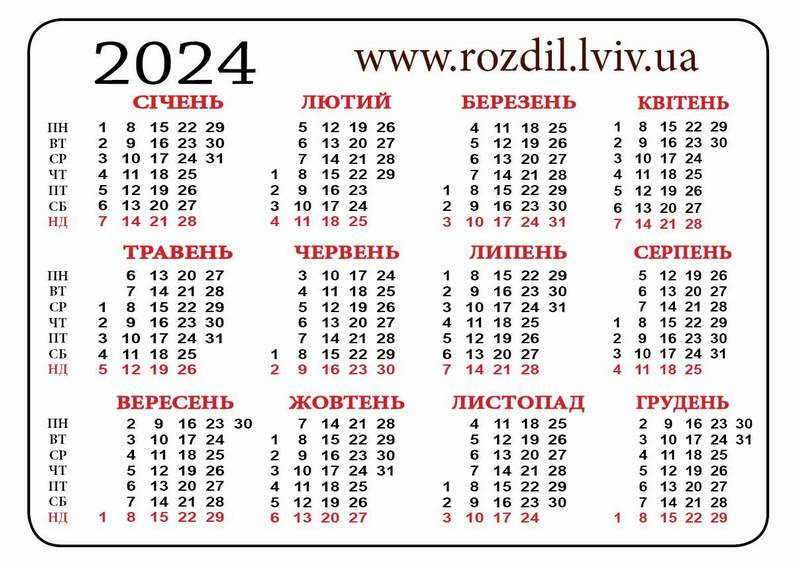 2024 www.rozdil.lviv.ua
СІЧЕНЬ ЛЮТИЙ БЕРЕЗЕНЬ КВІТЕНЬ
ПН 1 8 15 22 29 5 12 19 26 4 11 18 25 1 8 15 22 29
ВТ 2 9 16 23 30 6 13 20 27 5 12 19 26 2 9 16 23 30
СР 3 10 17 24 31 7 14 21 28 6 13 20 27 3 10 17 24
ЧТ 4 11 18 25 1 8 15 22 29 7 14 21 28 4 11 18 25
ПТ 5 12 19 26 2 9 16 23 1 8 15 22 29 5 12 19 26
СБ 6 13 20 27 3 10 17 24 2 9 16 23 30 6 13 20 27
НД 7 14 21 28 4 11 18 25 3 10 17 24 31 7 14 21 28
ТРАВЕНЬ ЧЕРВЕНЬ ЛИПЕНЬ СЕРПЕНЬ
ПН 6 13 20 27 3 10 17 24 1 8 15 22 29 5 12 19 26
ВТ 7 14 21 28 4 11 18 25 2 9 16 23 30 6 13 20 27
СР 1 8 15 22 29 5 12 19 26 3 10 17 24 31 7 14 21 28
ЧТ 2 9 16 23 30 6 13 20 27 4 11 18 25 1 8 15 22 29
ПТ 3 10 17 24 31 7 14 21 28 5 12 19 26 2 9 16 23 30
СБ 4 11 18 25 1 8 15 22 29 6 13 20 27 3 10 17 24 31
НД 5 12 19 26 2 9 16 23 30 7 14 21 28 4 11 18 25
ВЕРЕСЕНЬ ЖОВТЕНЬ ЛИСТОПАД ГРУДЕНЬ
ПН 2 9 16 23 30 7 14 21 28 4 11 18 25 2 9 16 23 30
ВТ 3 10 17 24 1 8 15 22 29 5 12 19 26 3 10 17 24 31
СР 4 11 18 25 2 9 16 23 30 6 13 20 27 4 11 18 25
ЧТ 5 12 19 26 3 10 17 24 31 7 14 21 28 5 12 19 26
ПТ 6 13 20 27 4 11 18 25 1 8 15 22 29 6 13 20 27
СБ 7 14 21 28 5 12 19 26 2 9 16 23 30 7 14 21 28
НД 1 8 15 22 29 6 13 20 27 3 10 17 24 1 8 15 22 29